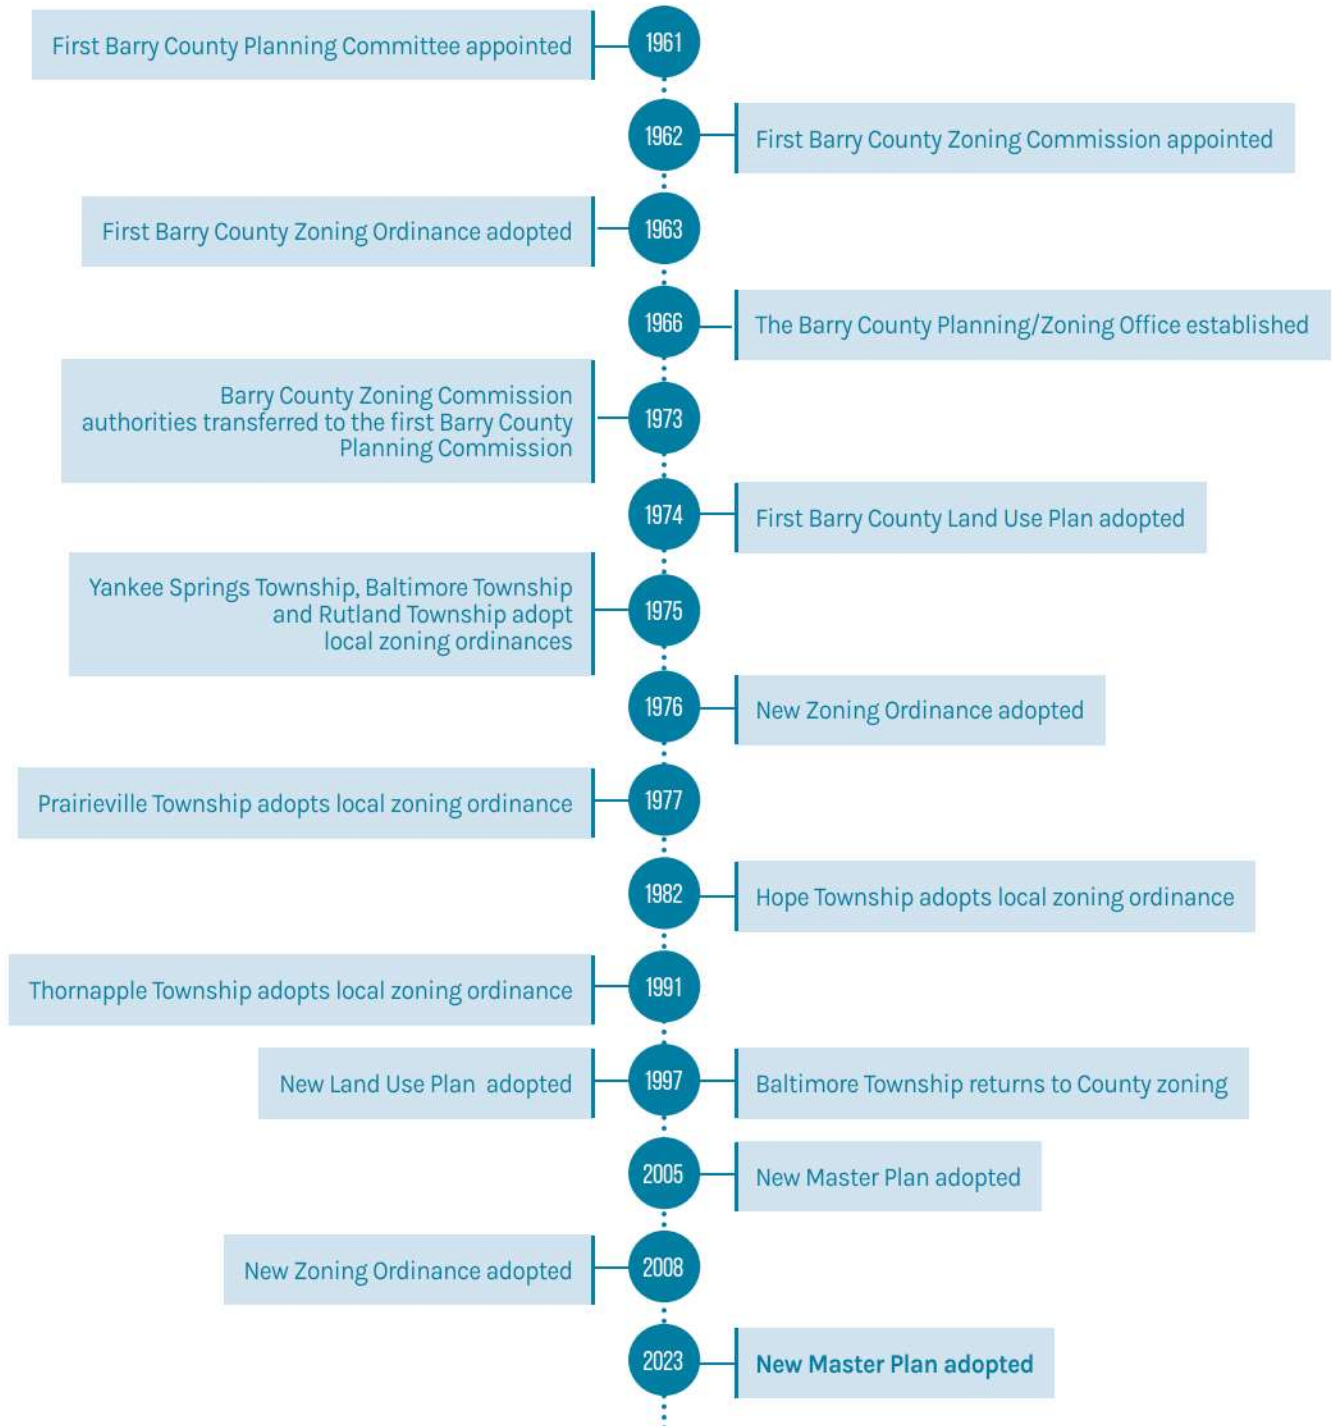 First Barry County Planning Committee appointed
1961
1962
First Barry County Zoning Commission appointed
First Barry County Zoning Ordinance adopted
1963
1966
The Barry County Planning/Zoning Office established
Barry County Zoning Commission
authorities transferred to the first Barry County
Planning Commission
1973
1974
First Barry County Land Use Plan adopted
Yankee Springs Township, Baltimore Township
and Rutland Township adopt
local zoning ordinances
1975
1976
New Zoning Ordinance adopted
Prairieville Township adopts local zoning ordinance
1977
1982
Hope Township adopts local zoning ordinance
Thornapple Township adopts local zoning ordinance
1991
New Land Use Plan adopted
1997
Baltimore Township returns to County zoning
2005
New Master Plan adopted
New Zoning Ordinance adopted
2008
2023
New Master Plan adopted